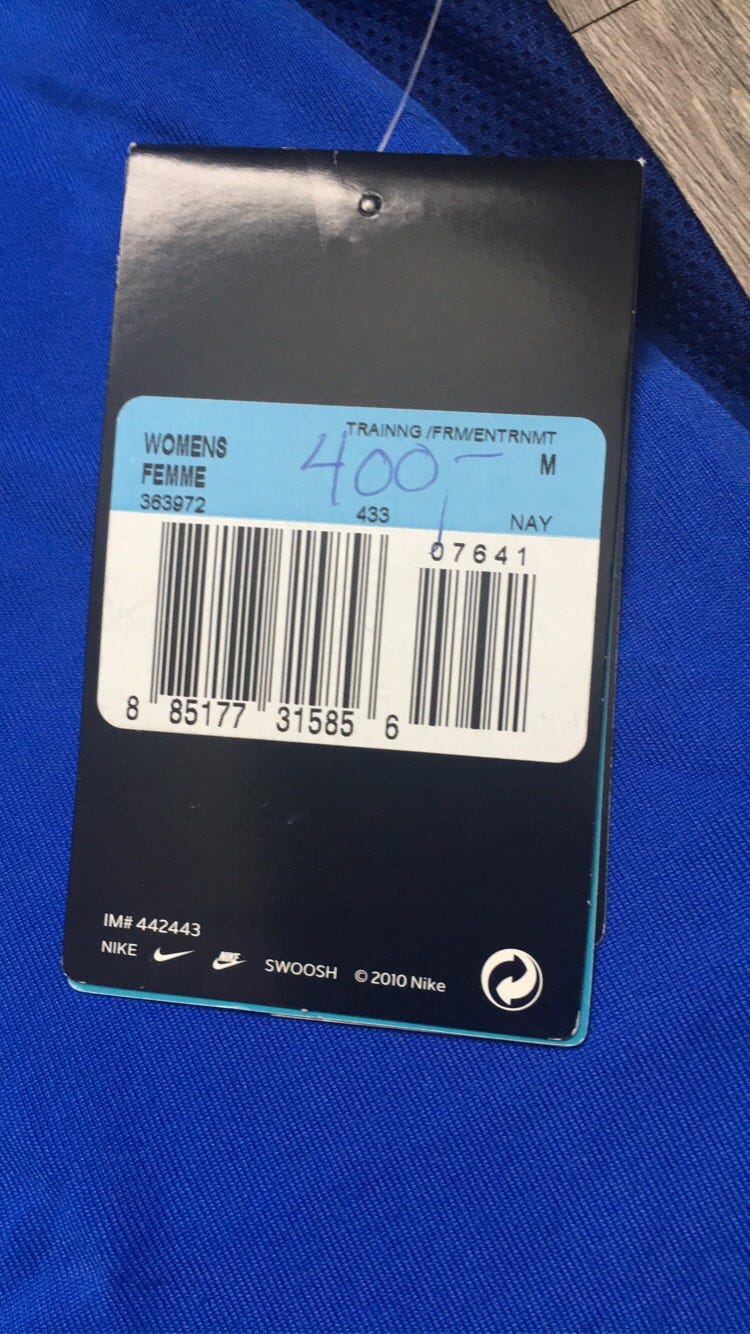 TRAINNG /FRM/ENTRNMT
WOMENS 400,- M
FEMME
363972 433 NAY
07641
8 85177 31585 6
IM# 442443
NIKE NIKE SWOOSH © 2010 Nike